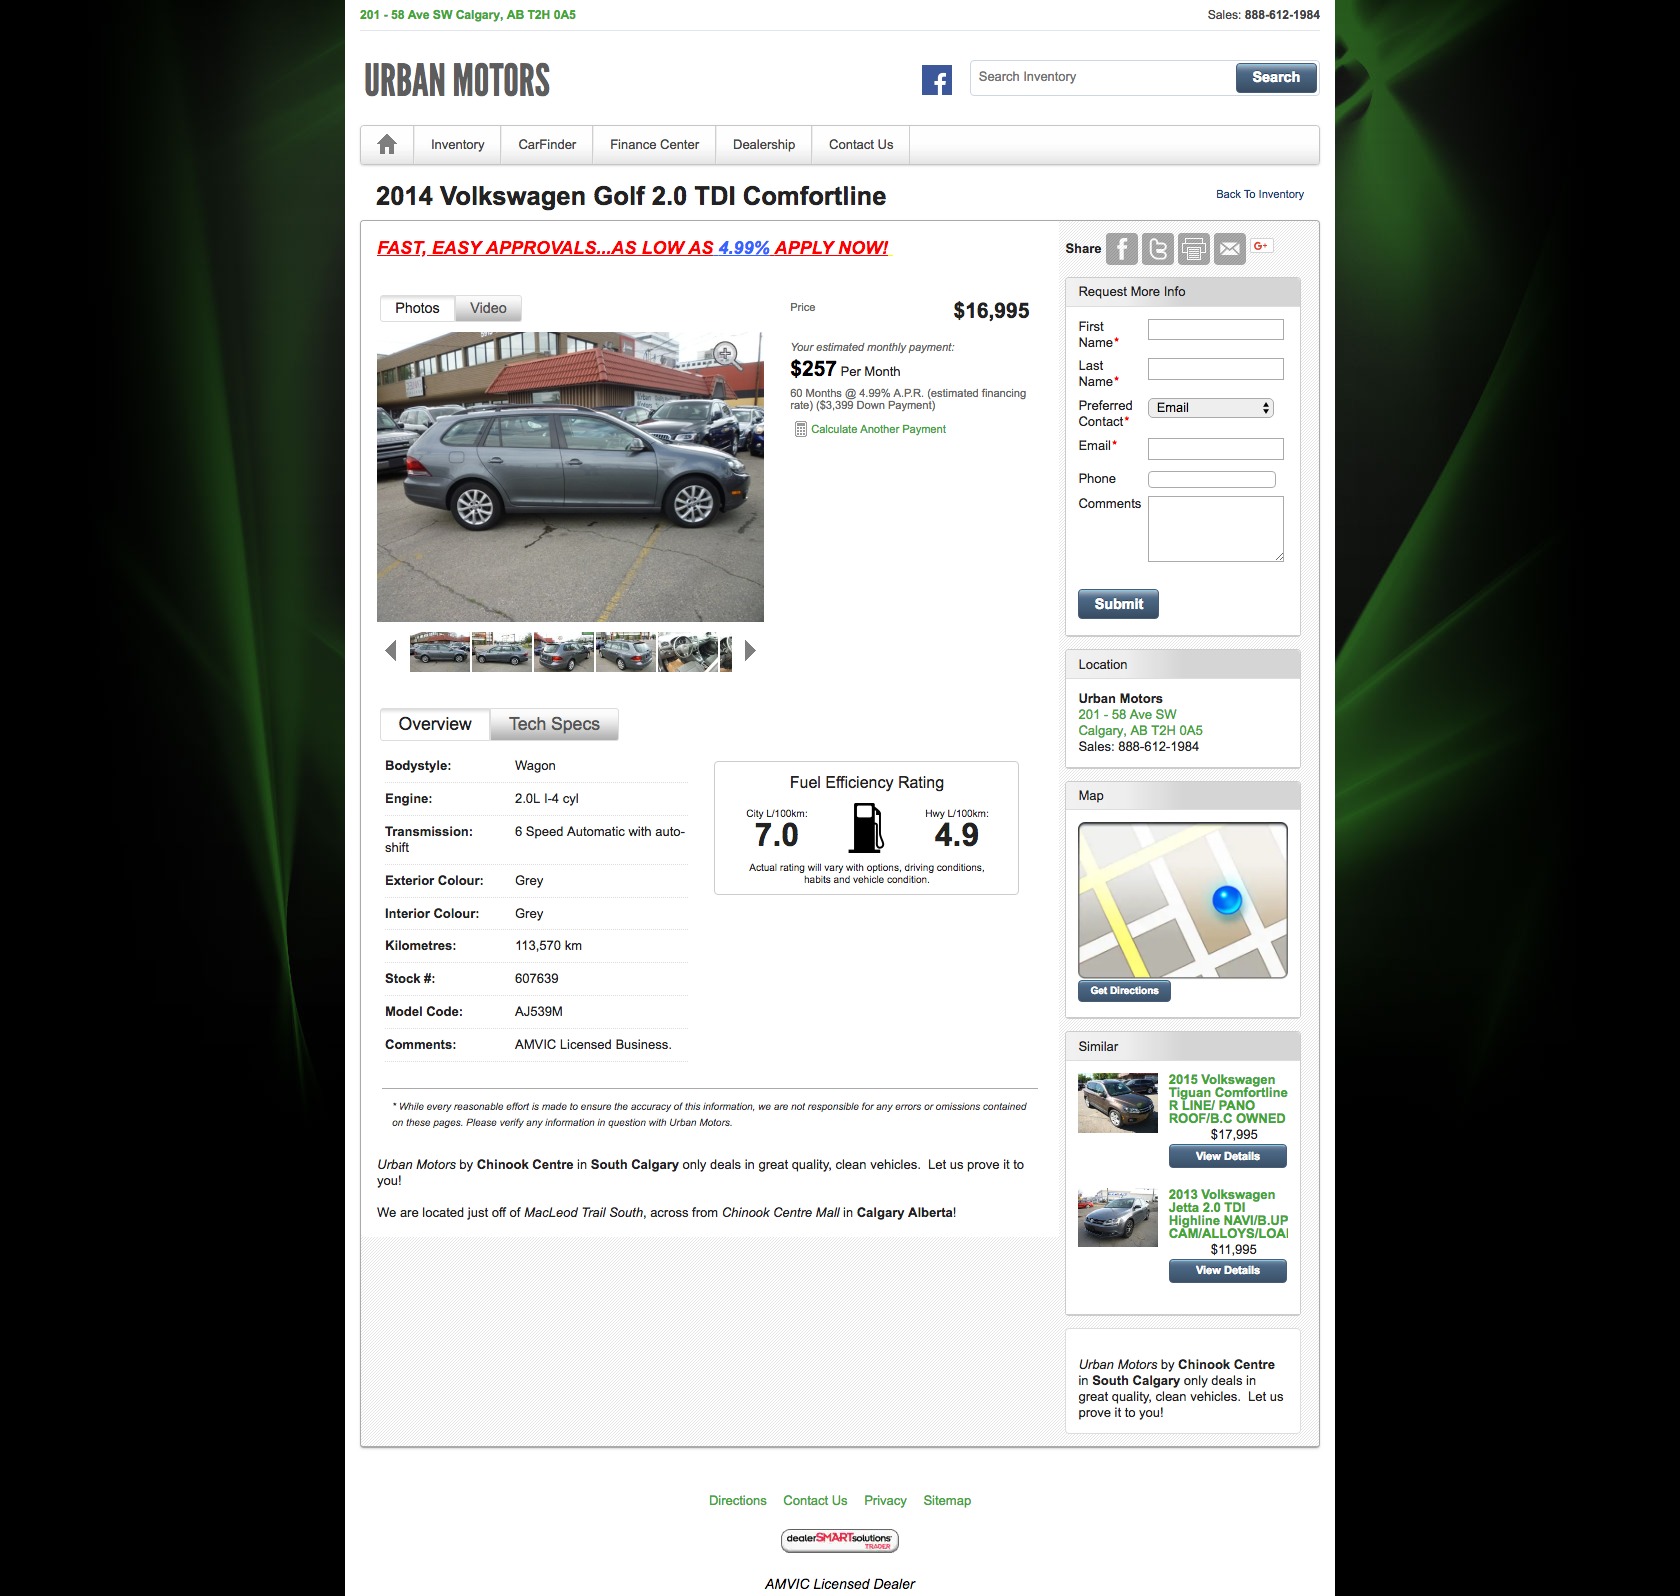 201 - 58 Ave SW Calgary, AB T2H 0A5
Sales: 888-612-1984
URBAN MOTORS
Search Inventory
Search
Inventory
CarFinder
Finance Center
Dealership
Contact Us
2014 Volkswagen Golf 2.0 TDI Comfortline
Back To Inventory
FAST, EASY APPROVALS...AS LOW AS 4.99% APPLY NOW!
Photos
Video
Price
$16,995
Your estimated monthly payment:
$257 Per Month
60 Months @ 4.99% A.P.R. (estimated financing
rate) ($3,399 Down Payment)
Calculate Another Payment
Overview
Tech Specs
Bodystyle: Wagon
Engine: 2.0L I-4 cyl
Transmission: 6 Speed Automatic with auto-
shift
Exterior Colour: Grey
Interior Colour: Grey
Kilometres: 113,570 km
Stock #: 607639
Model Code: AJ539M
Comments: AMVIC Licensed Business.
Fuel Efficiency Rating
City L/100km:
7.0
Hwy L/100km:
4.9
Actual rating will vary with options, driving conditions,
habits and vehicle condition.
* While every reasonable effort is made to ensure the accuracy of this information, we are not responsible for any errors or omissions contained
on these pages. Please verify any information in question with Urban Motors.
Urban Motors by Chinook Centre in South Calgary only deals in great quality, clean vehicles.  Let us prove it to
you!
We are located just off of MacLeod Trail South, across from Chinook Centre Mall in Calgary Alberta!
Share
G+
Request More Info
First
Name*
Last
Name*
Preferred
Contact*
Email
Email*
Phone
Comments
Submit
Location
Urban Motors
201 - 58 Ave SW
Calgary, AB T2H 0A5
Sales: 888-612-1984
Map
Get Directions
Similar
2015 Volkswagen
Tiguan Comfortline
R LINE/ PANO
ROOF/B.C OWNED
$17,995
View Details
2013 Volkswagen
Jetta 2.0 TDI
Highline NAVI/B.UP
CAM/ALLOYS/LOA
$11,995
View Details
Urban Motors by Chinook Centre
in South Calgary only deals in
great quality, clean vehicles.  Let us
prove it to you!
Directions
Contact Us
Privacy
Sitemap
dealerSMARTsolutions
TRADER
AMVIC Licensed Dealer